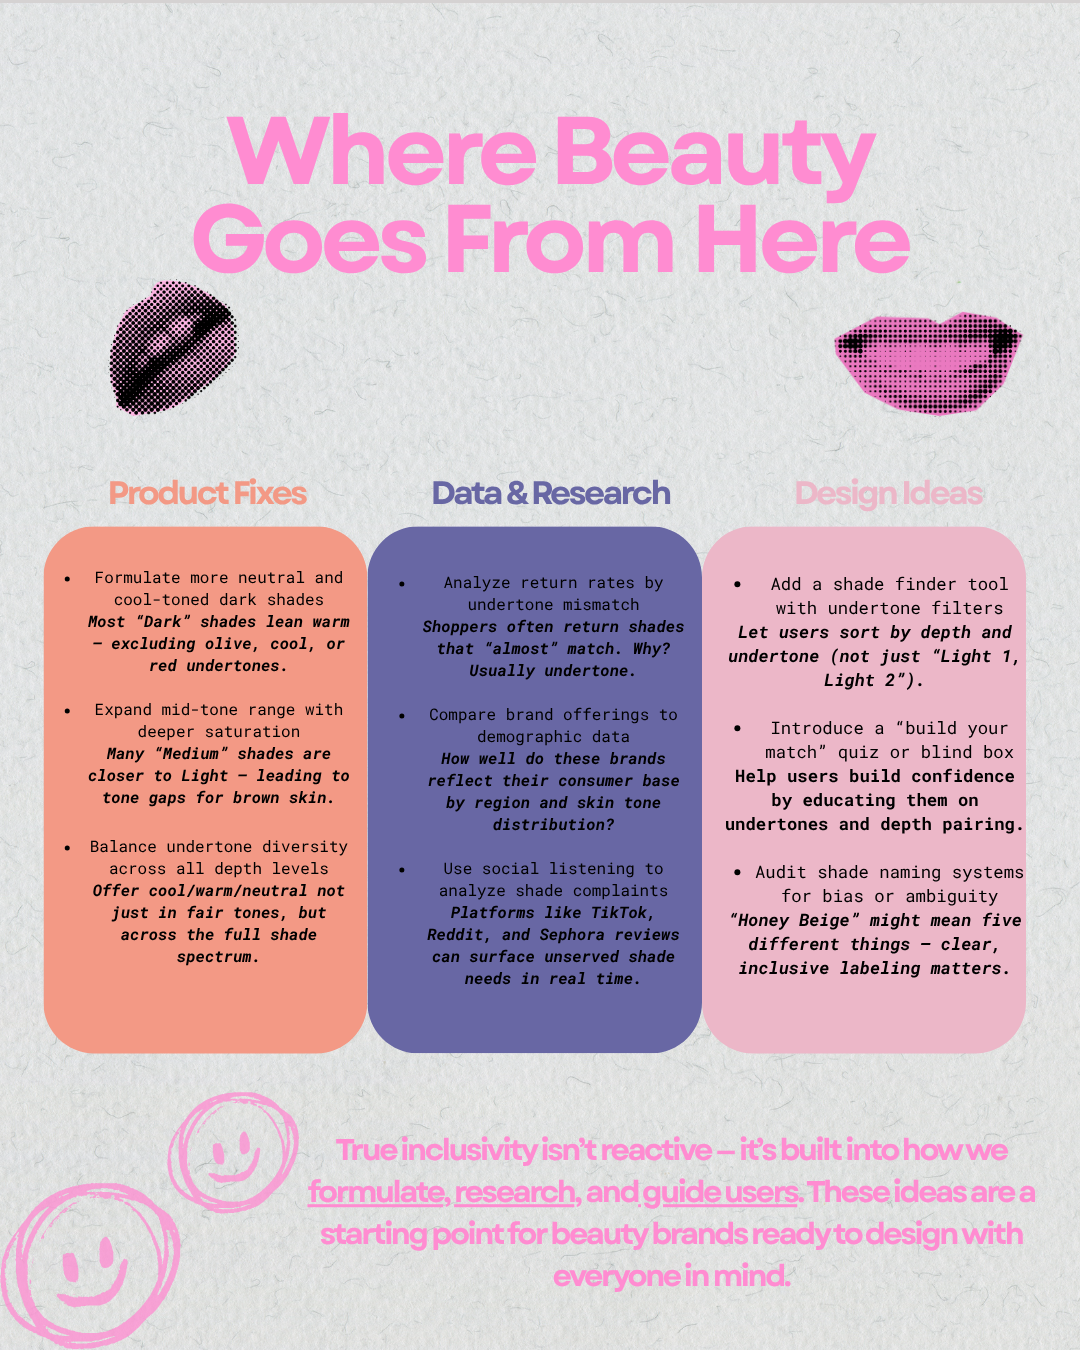 Where Beauty
Goes From Here
Product Fixes
• Formulate more neutral and
cool-toned dark shades
Most “Dark” shades lean warm
— excluding olive, cool, or
red undertones.
• Expand mid-tone range with
deeper saturation
Many “Medium” shades are
closer to Light — leading to
tone gaps for brown skin.
• Balance undertone diversity
across all depth levels
Offer cool/warm/neutral not
just in fair tones, but
across the full shade
spectrum.
Data & Research
• Analyze return rates by
undertone mismatch
Shoppers often return shades
that “almost” match. Why?
Usually undertone.
• Compare brand offerings to
demographic data
How well do these brands
reflect their consumer base
by region and skin tone
distribution?
• Use social listening to
analyze shade complaints
Platforms like TikTok,
Reddit, and Sephora reviews
can surface unserved shade
needs in real time.
Design Ideas
• Add a shade finder tool
with undertone filters
Let users sort by depth and
undertone (not just “Light 1,
Light 2”).
• Introduce a “build your
match” quiz or blind box
Help users build confidence
by educating them on
undertones and depth pairing.
• Audit shade naming systems
for bias or ambiguity
“Honey Beige” might mean five
different things — clear,
inclusive labeling matters.
True inclusivity isn’t reactive — it’s built into how we
formulate, research, and guide users. These ideas are a
starting point for beauty brands ready to design with
everyone in mind.